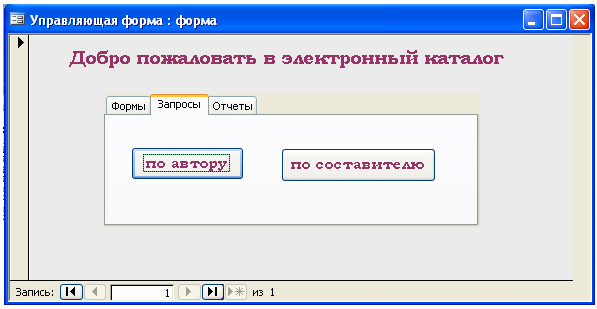 Управляющая форма : форма
Добро пожаловать в электронный каталог
Формы Запросы Отчеты
по автору по составителю
Запись: 1 из 1